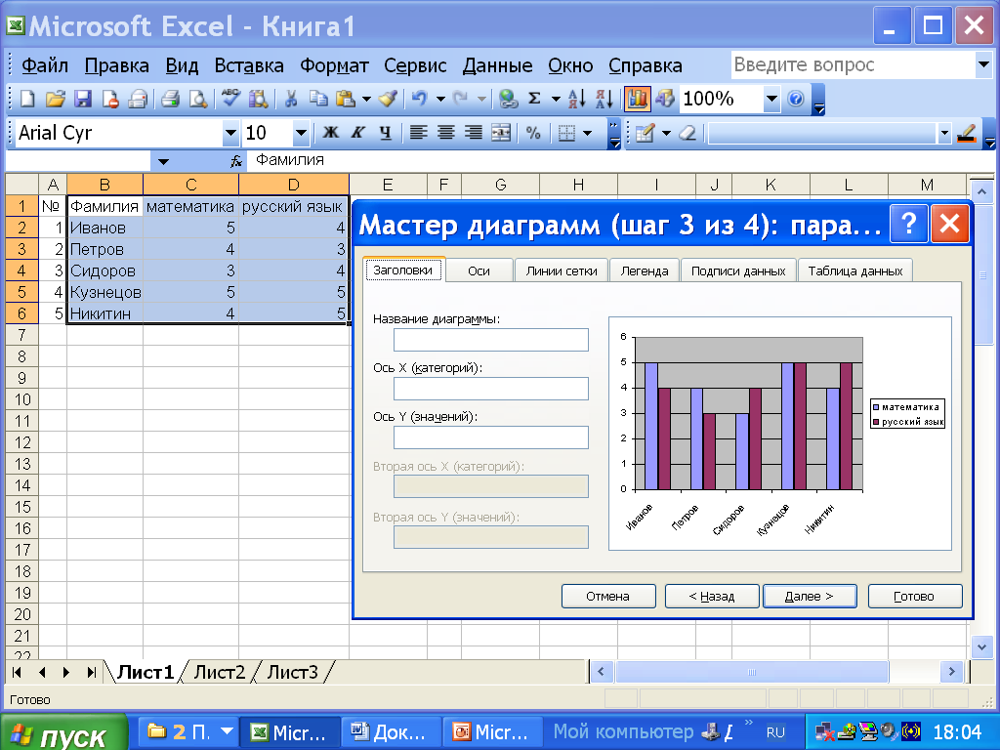 Microsoft Excel - Книга1
Файл Правка Вид Вставка Формат Сервис Данные Окно Справка Введите вопрос
100%
Arial Cyr 10 Ж К Ч %
fx Фамилия
A B C D E F G H I J K L M
1 № Фамилия математика русский язык
2 1 Иванов 5 4
3 2 Петров 4 3
4 3 Сидоров 3 4
5 4 Кузнецов 5 5
6 5 Никитин 4 5
7
8
9
10
11
12
13
14
15
16
17
18
19
20
21
22
Мастер диаграмм (шаг 3 из 4): пара...
Заголовки Оси Линии сетки Легенда Подписи данных Таблица данных
Название диаграммы:
Ось X (категорий):
Ось Y (значений):
Вторая ось X (категорий):
Вторая ось Y (значений):
6
5
4
3
2
1
0
Иванов Петров Сидоров Кузнецов Никитин
математика
русский язык
Отмена < Назад Далее > Готово
Лист1 Лист2 Лист3
Готово
пуск 2 П. Micr... Док... Micr... Мой компьютер » RU 18:04